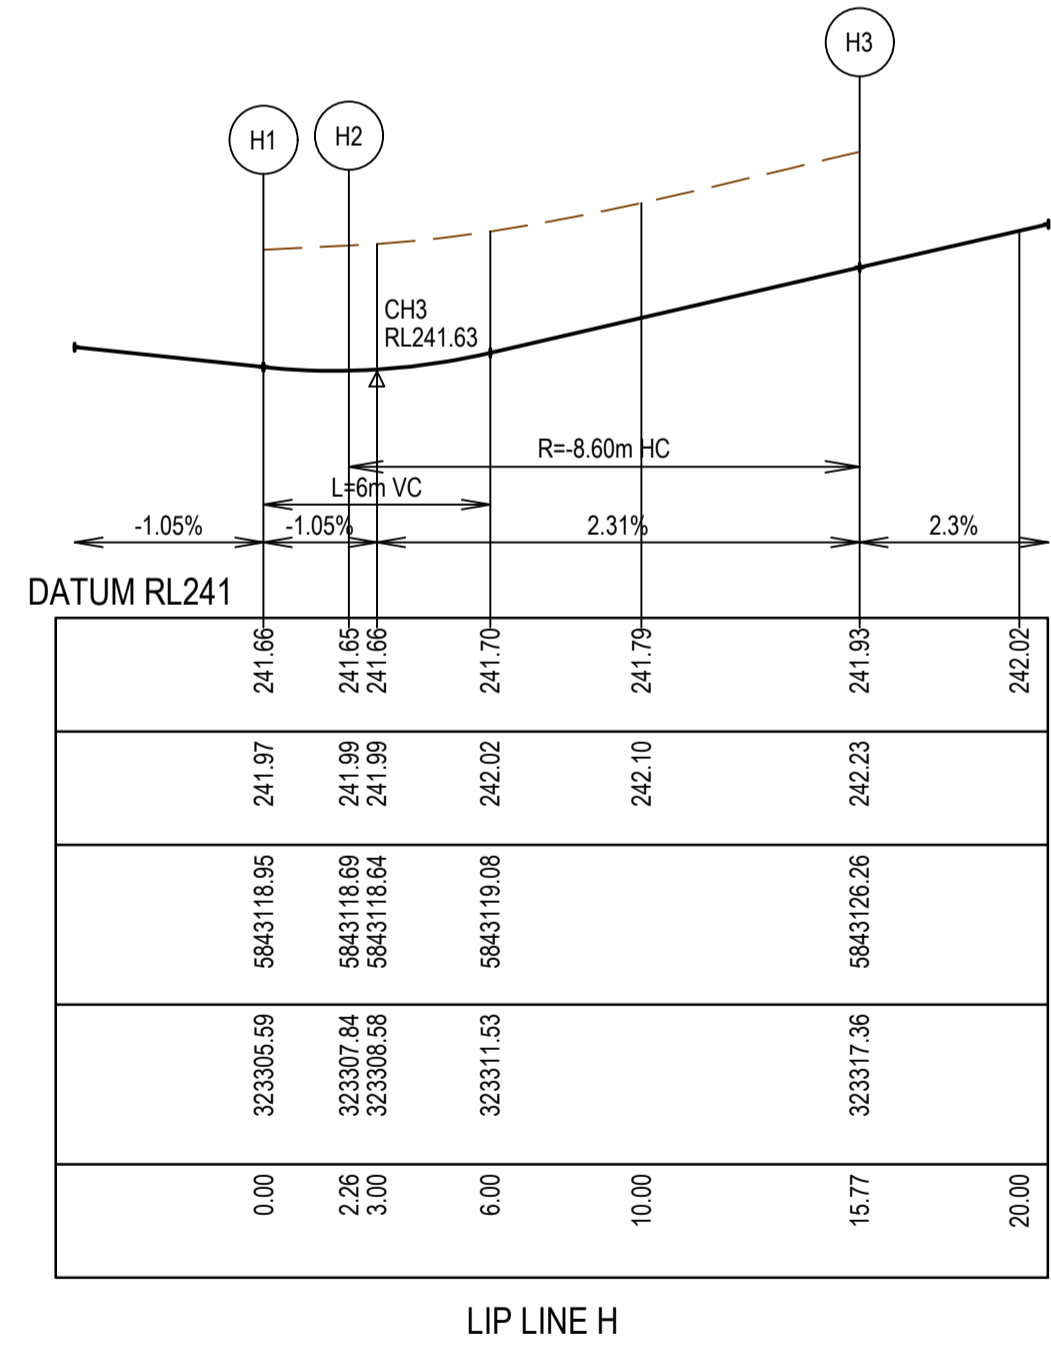 H3
H1 H2
CH3
RL241.63
R=-8.60m HC
L=6m VC
-1.05% -1.05% 2.31% 2.3%
DATUM RL241
241.66 241.65 241.66 241.70 241.79 241.93 242.02
241.97 241.99 241.99 242.02 242.10 242.23
5843118.95 5843118.69 5843118.64 5843119.08 5843126.26
323305.59 323307.84 323308.58 323311.53 323317.36
0.00 2.26 3.00 6.00 10.00 15.77 20.00
LIP LINE H